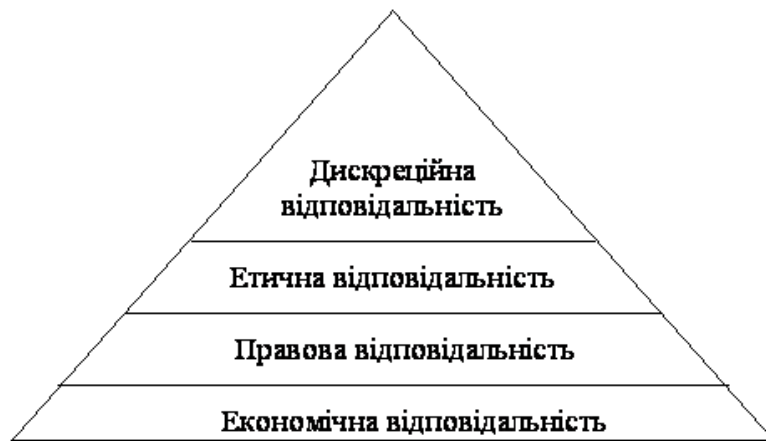 Дискреційна
відповідальність
Етична відповідальність
Правова відповідальність
Економічна відповідальність